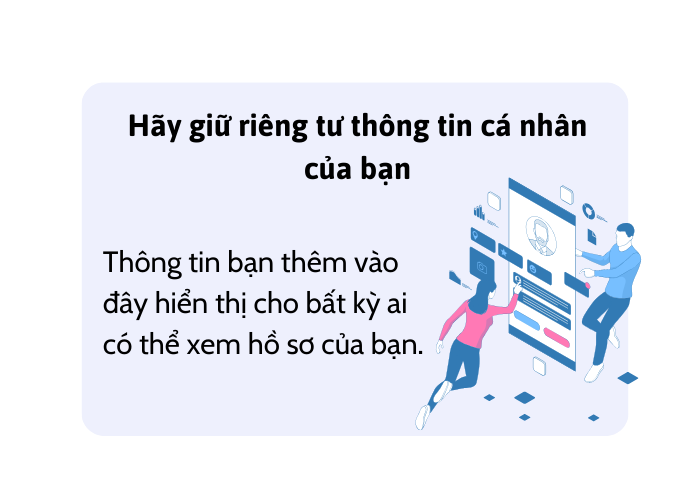 Hãy giữ riêng tư thông tin cá nhân
của bạn
Thông tin bạn thêm vào
đây hiển thị cho bất kỳ ai
có thể xem hồ sơ của bạn.